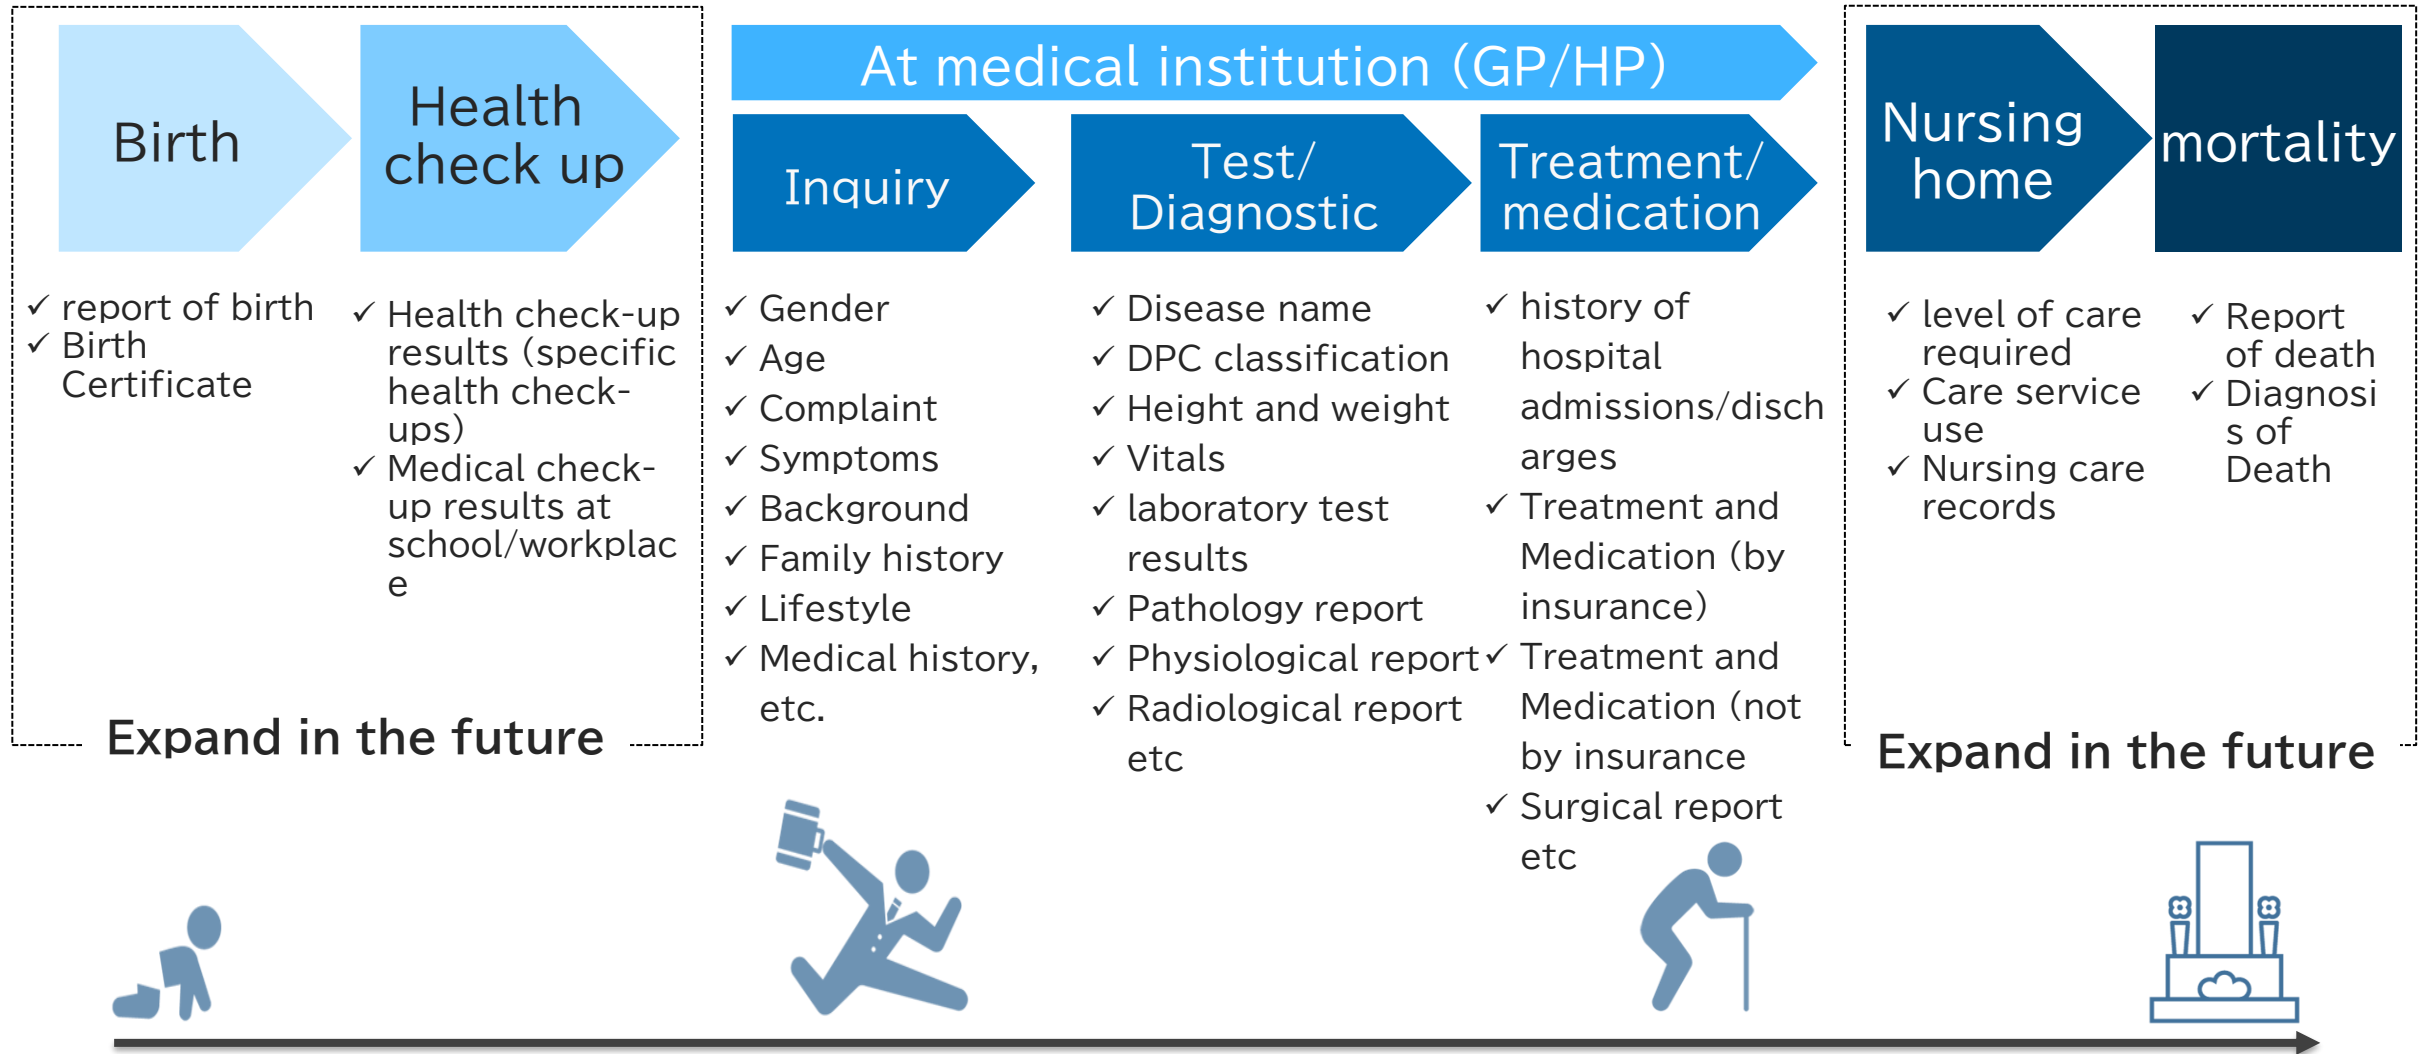 Birth
Health
check up
At medical institution (GP/HP)
Inquiry
Test/
Diagnostic
Treatment/
medication
Nursing
home
mortality
✓ report of birth
✓ Birth
Certificate
✓ Health check-up
results (specific
health check-
ups)
✓ Medical check-
up results at
school/workplac
e
Expand in the future
✓ Gender
✓ Age
✓ Complaint
✓ Symptoms
✓ Background
✓ Family history
✓ Lifestyle
✓ Medical history,
etc.
✓ Disease name
✓ DPC classification
✓ Height and weight
✓ Vitals
✓ laboratory test
results
✓ Pathology report
✓ Physiological report
✓ Radiological report
etc
✓ history of
hospital
admissions/disch
arges
✓ Treatment and
Medication (by
insurance)
✓ Treatment and
Medication (not
by insurance
✓ Surgical report
etc
✓ level of care
required
✓ Care service
use
✓ Nursing care
records
✓ Report
of death
✓ Diagnosi
s of
Death
Expand in the future